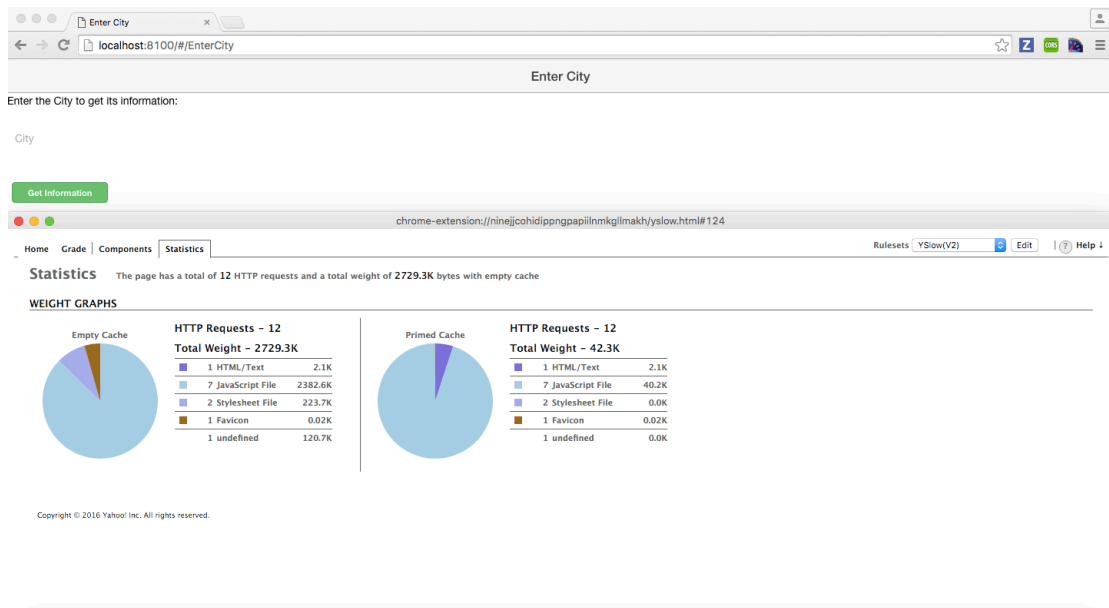 Enter City
localhost:8100/#/EnterCity
Z CORS
Enter City
Enter the City to get its information:
City
Get Information
chrome-extension://ninejjcohidippngpapiilnmkgllmakh/yslow.html#124
Home Grade Components Statistics Rulesets YSlow(V2) Edit ? Help ↓
Statistics The page has a total of 12 HTTP requests and a total weight of 2729.3K bytes with empty cache
WEIGHT GRAPHS
Empty Cache
HTTP Requests - 12
Total Weight - 2729.3K
1 HTML/Text 2.1K
7 JavaScript File 2382.6K
2 Stylesheet File 223.7K
1 Favicon 0.02K
1 undefined 120.7K
Primed Cache
HTTP Requests - 12
Total Weight - 42.3K
1 HTML/Text 2.1K
7 JavaScript File 40.2K
2 Stylesheet File 0.0K
1 Favicon 0.02K
1 undefined 0.0K
Copyright © 2016 Yahoo! Inc. All rights reserved.